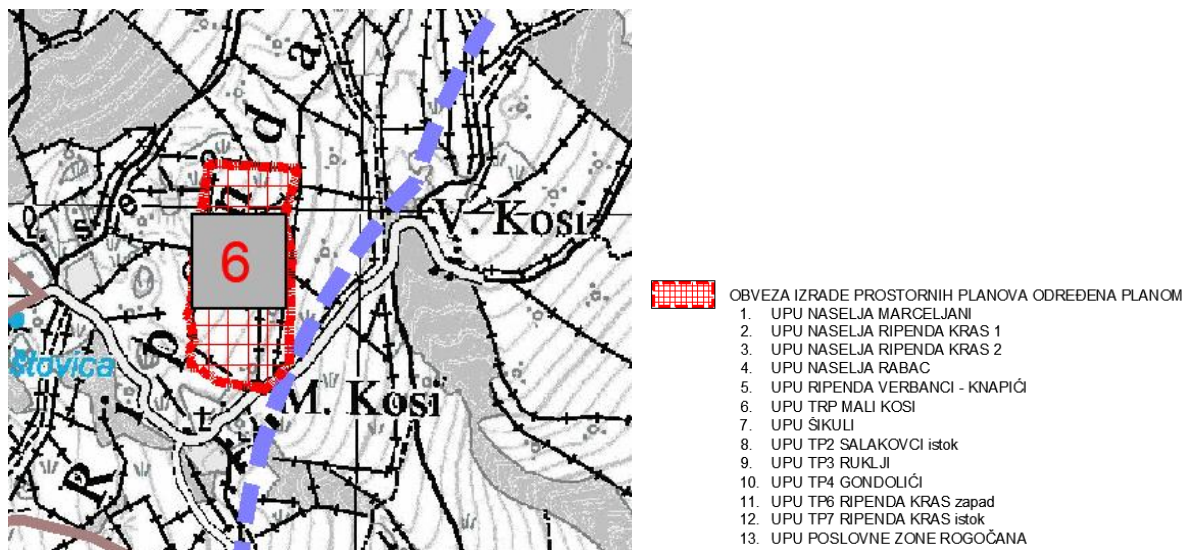 6
V. Kosi
M. Kosi
Ripenda
OBVEZA IZRADE PROSTORNIH PLANOVA ODREĐENA PLANOM
1. UPU NASELJA MARCELJANI
2. UPU NASELJA RIPENDA KRAS 1
3. UPU NASELJA RIPENDA KRAS 2
4. UPU NASELJA RABAC
5. UPU RIPENDA VERBANCI - KNAPIĆI
6. UPU TRP MALI KOSI
7. UPU ŠIKULI
8. UPU TP2 SALAKOVCI istok
9. UPU TP3 RUKLJI
10. UPU TP4 GONDOLIĆI
11. UPU TP6 RIPENDA KRAS zapad
12. UPU TP7 RIPENDA KRAS istok
13. UPU POSLOVNE ZONE ROGOČANA